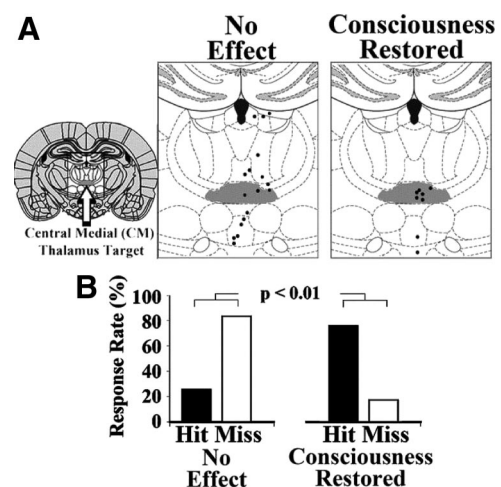 A
No
Effect
Consciousness
Restored
Central Medial (CM)
Thalamus Target
B
Response Rate (%)
100
80
60
40
20
0
p < 0.01
Hit Miss
No
Effect
Hit Miss
Consciousness
Restored